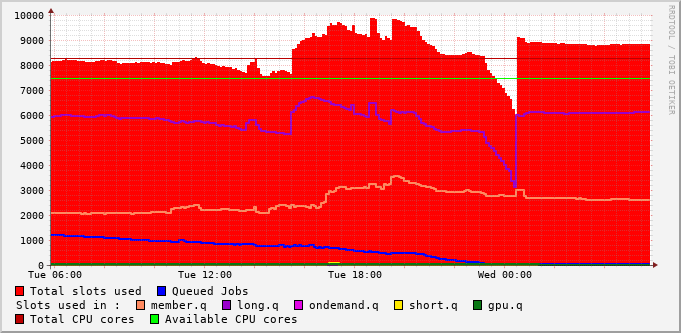 10000
9000
8000
7000
6000
5000
4000
3000
2000
1000
0
Tue 06:00 Tue 12:00 Tue 18:00 Wed 00:00
RRDTOOL / TOBI OETIKER
Total slots used Queued Jobs
Slots used in : member.q long.q ondemand.q short.q gpu.q
Total CPU cores Available CPU cores